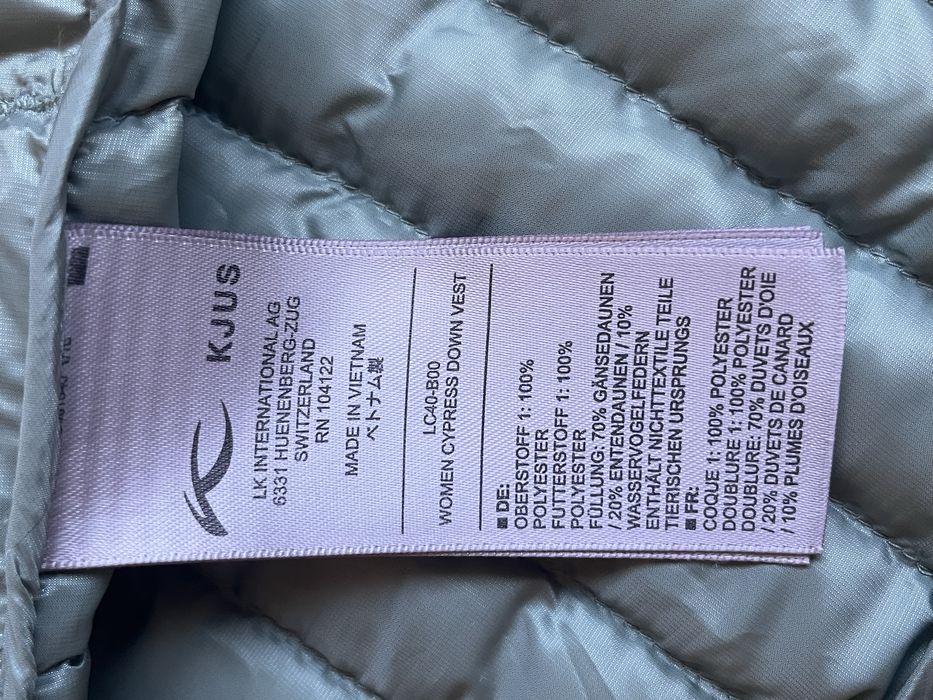 KJUS
LK INTERNATIONAL AG
6331 HUENENBERG-ZUG
SWITZERLAND
RN 104122
MADE IN VIETNAM
ベトナム製
LC40-B00
WOMEN CYPRESS DOWN VEST
DE:
OBERSTOFF 1: 100%
POLYESTER
FUTTERSTOFF 1: 100%
POLYESTER
FÜLLUNG: 70% GÄNSEDAUNEN
/ 20% ENTENDAUNEN / 10%
WASSERVOGELFEDERN
ENTHÄLT NICHTTEXTILE TEILE
TIERISCHEN URSPRUNGS
FR:
COQUE 1: 100% POLYESTER
DOUBLURE 1: 100% POLYESTER
DOUBLURE: 70% DUVETS D'OIE
/ 20% DUVETS DE CANARD
/ 10% PLUMES D'OISEAUX